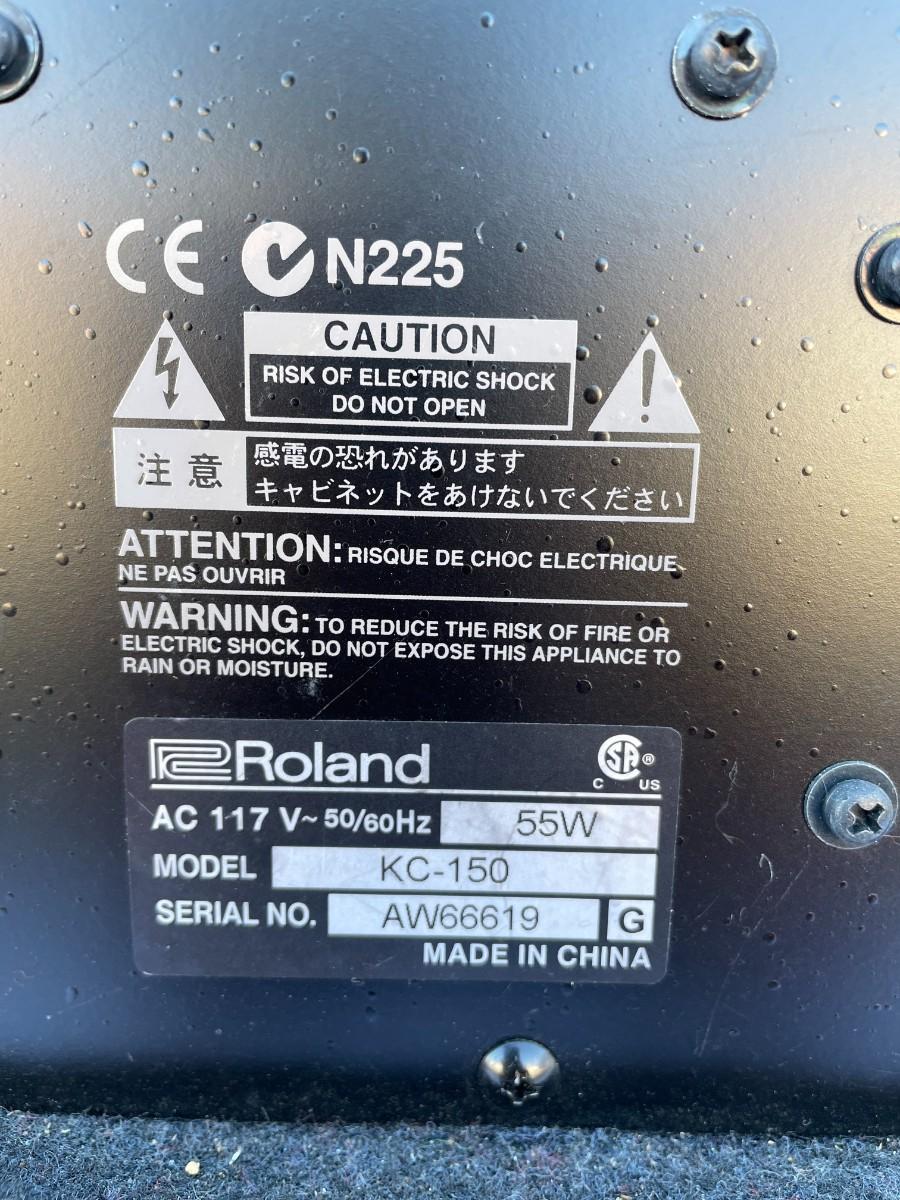 CE N225
CAUTION
RISK OF ELECTRIC SHOCK
DO NOT OPEN
注意
感電の恐れがあります
キャビネットをあけないでください
ATTENTION: RISQUE DE CHOC ELECTRIQUE
NE PAS OUVRIR
WARNING: TO REDUCE THE RISK OF FIRE OR
ELECTRIC SHOCK, DO NOT EXPOSE THIS APPLIANCE TO
RAIN OR MOISTURE.
Roland
SA ®
C US
AC 117 V~ 50/60Hz 55W
MODEL KC-150
SERIAL NO. AW66619 G
MADE IN CHINA